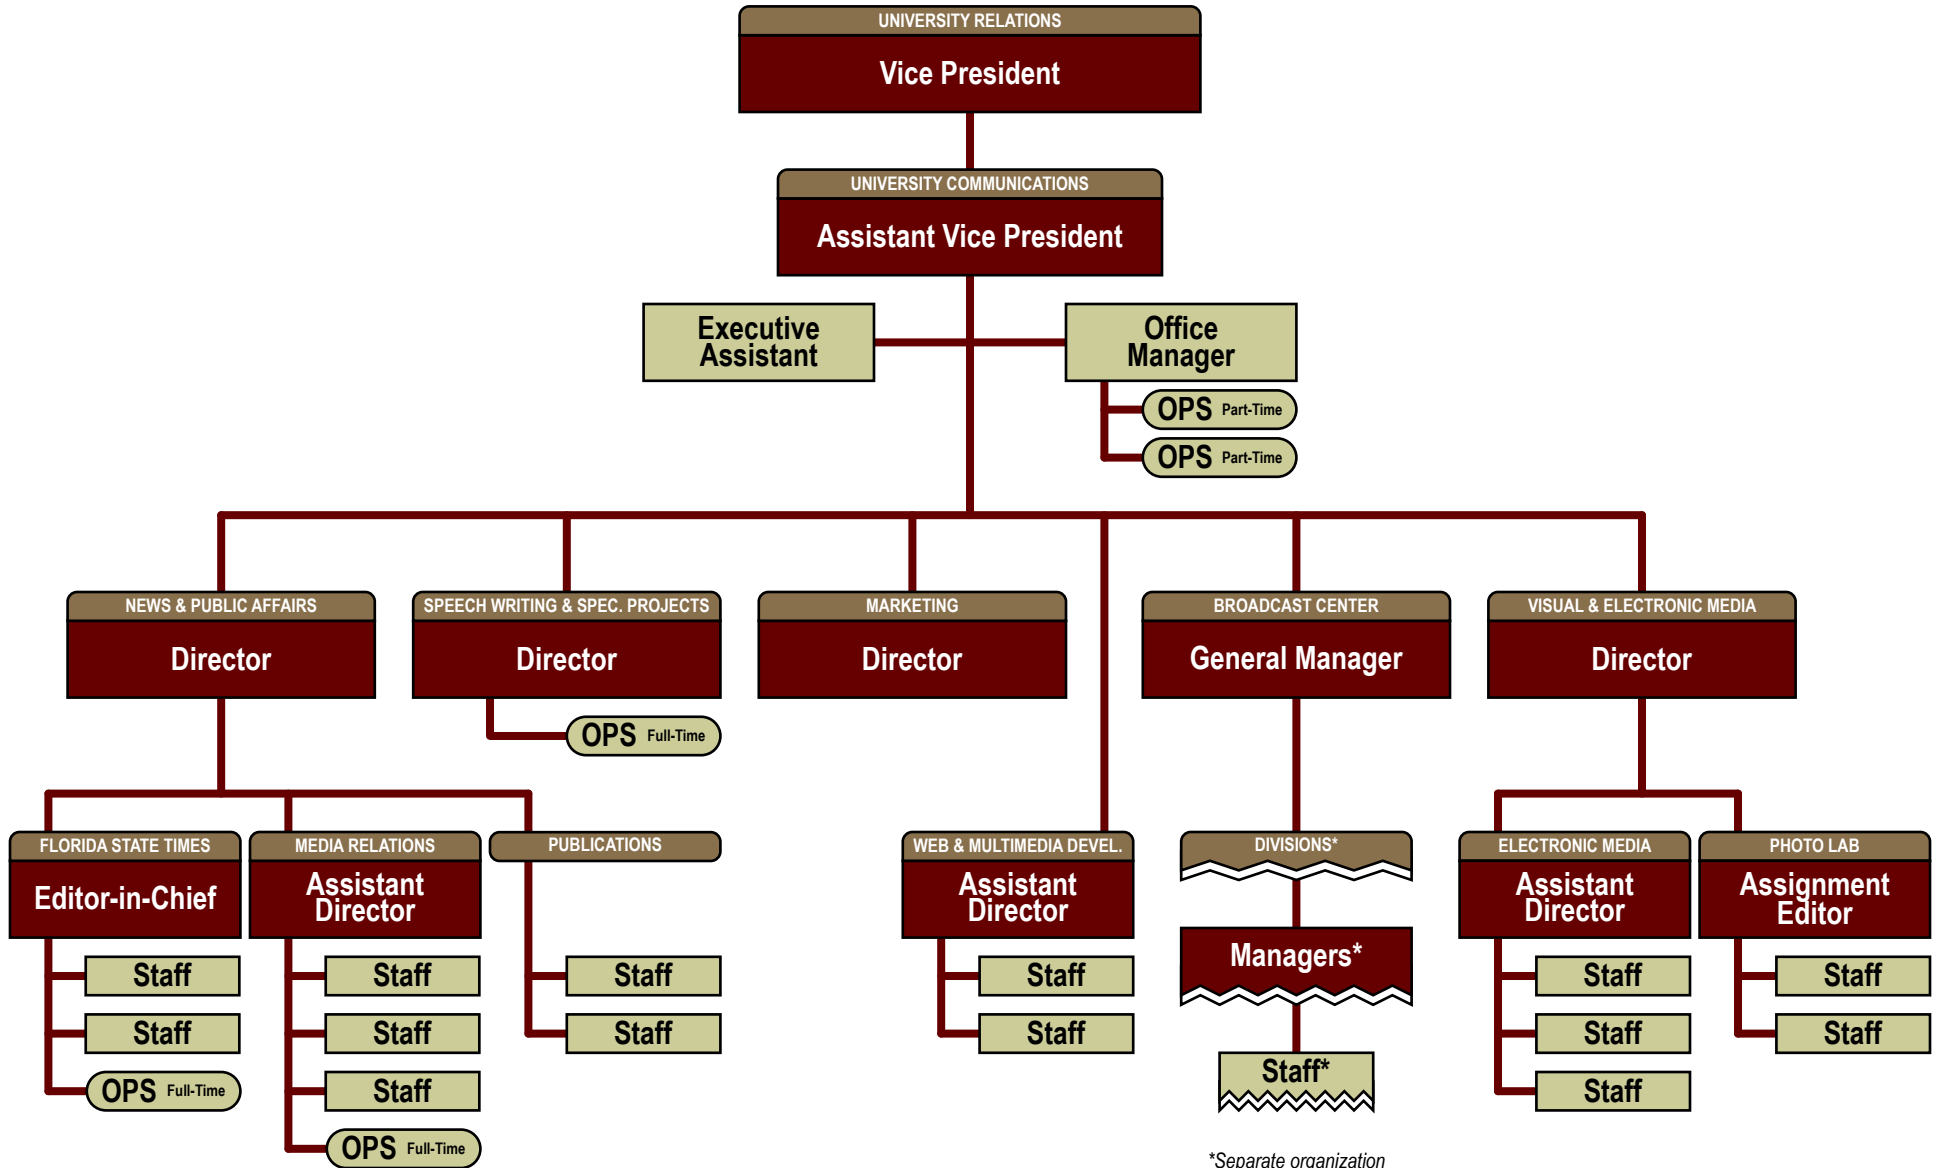 UNIVERSITY RELATIONS
Vice President
UNIVERSITY COMMUNICATIONS
Assistant Vice President
Executive
Assistant
Office
Manager
OPS Part-Time
OPS Part-Time
NEWS & PUBLIC AFFAIRS
Director
SPEECH WRITING & SPEC. PROJECTS
Director
OPS Full-Time
MARKETING
Director
BROADCAST CENTER
General Manager
VISUAL & ELECTRONIC MEDIA
Director
FLORIDA STATE TIMES
Editor-in-Chief
Staff
Staff
OPS Full-Time
MEDIA RELATIONS
Assistant
Director
Staff
Staff
Staff
OPS Full-Time
PUBLICATIONS
Staff
Staff
WEB & MULTIMEDIA DEVEL.
Assistant
Director
Staff
Staff
DIVISIONS*
Managers*
Staff*
*Separate organization
ELECTRONIC MEDIA
Assistant
Director
Staff
Staff
Staff
PHOTO LAB
Assignment
Editor
Staff
Staff